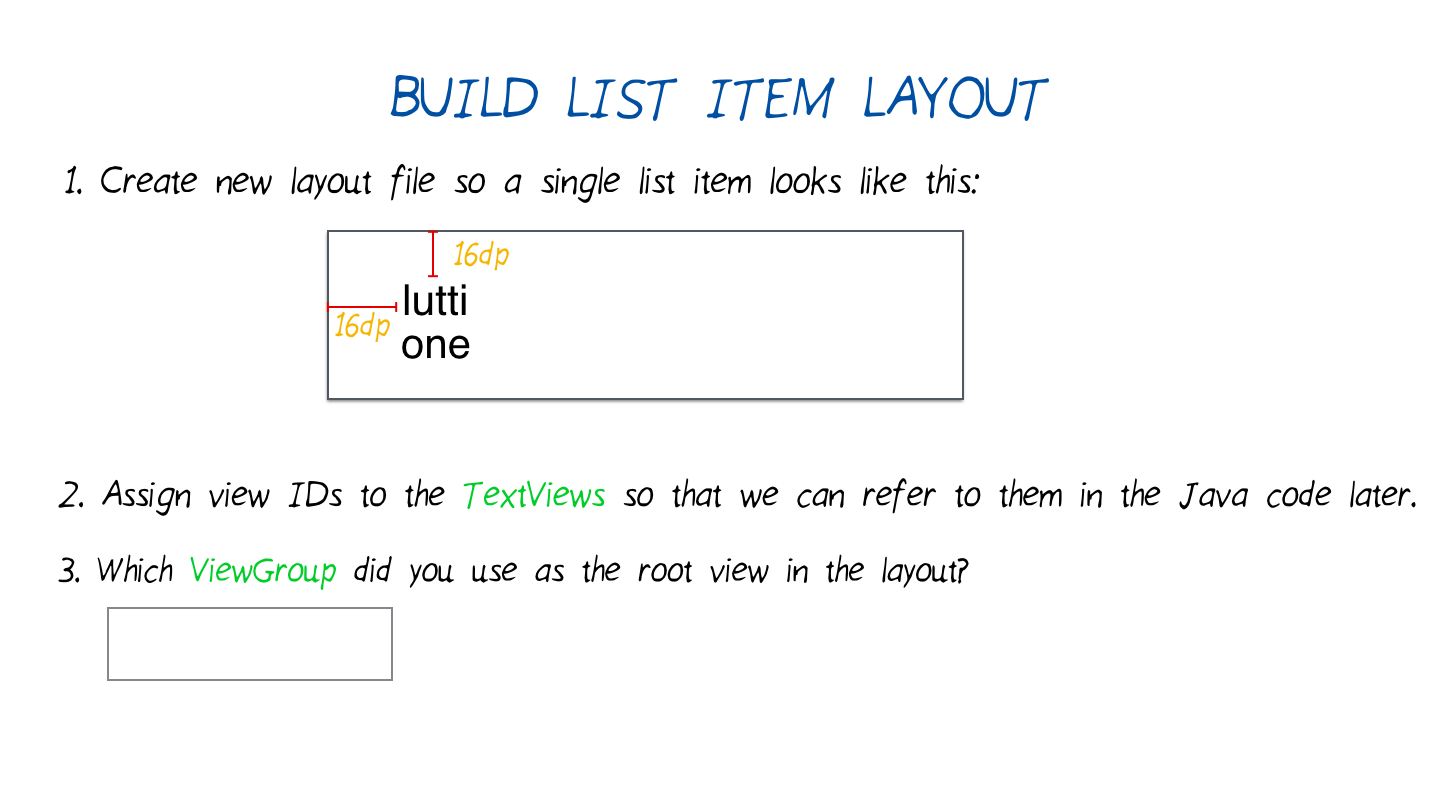 BUILD LIST ITEM LAYOUT
1. Create new layout file so a single list item looks like this:
16dp
lutti
16dp
one
2. Assign view IDs to the TextViews so that we can refer to them in the Java code later.
3. Which ViewGroup did you use as the root view in the layout?